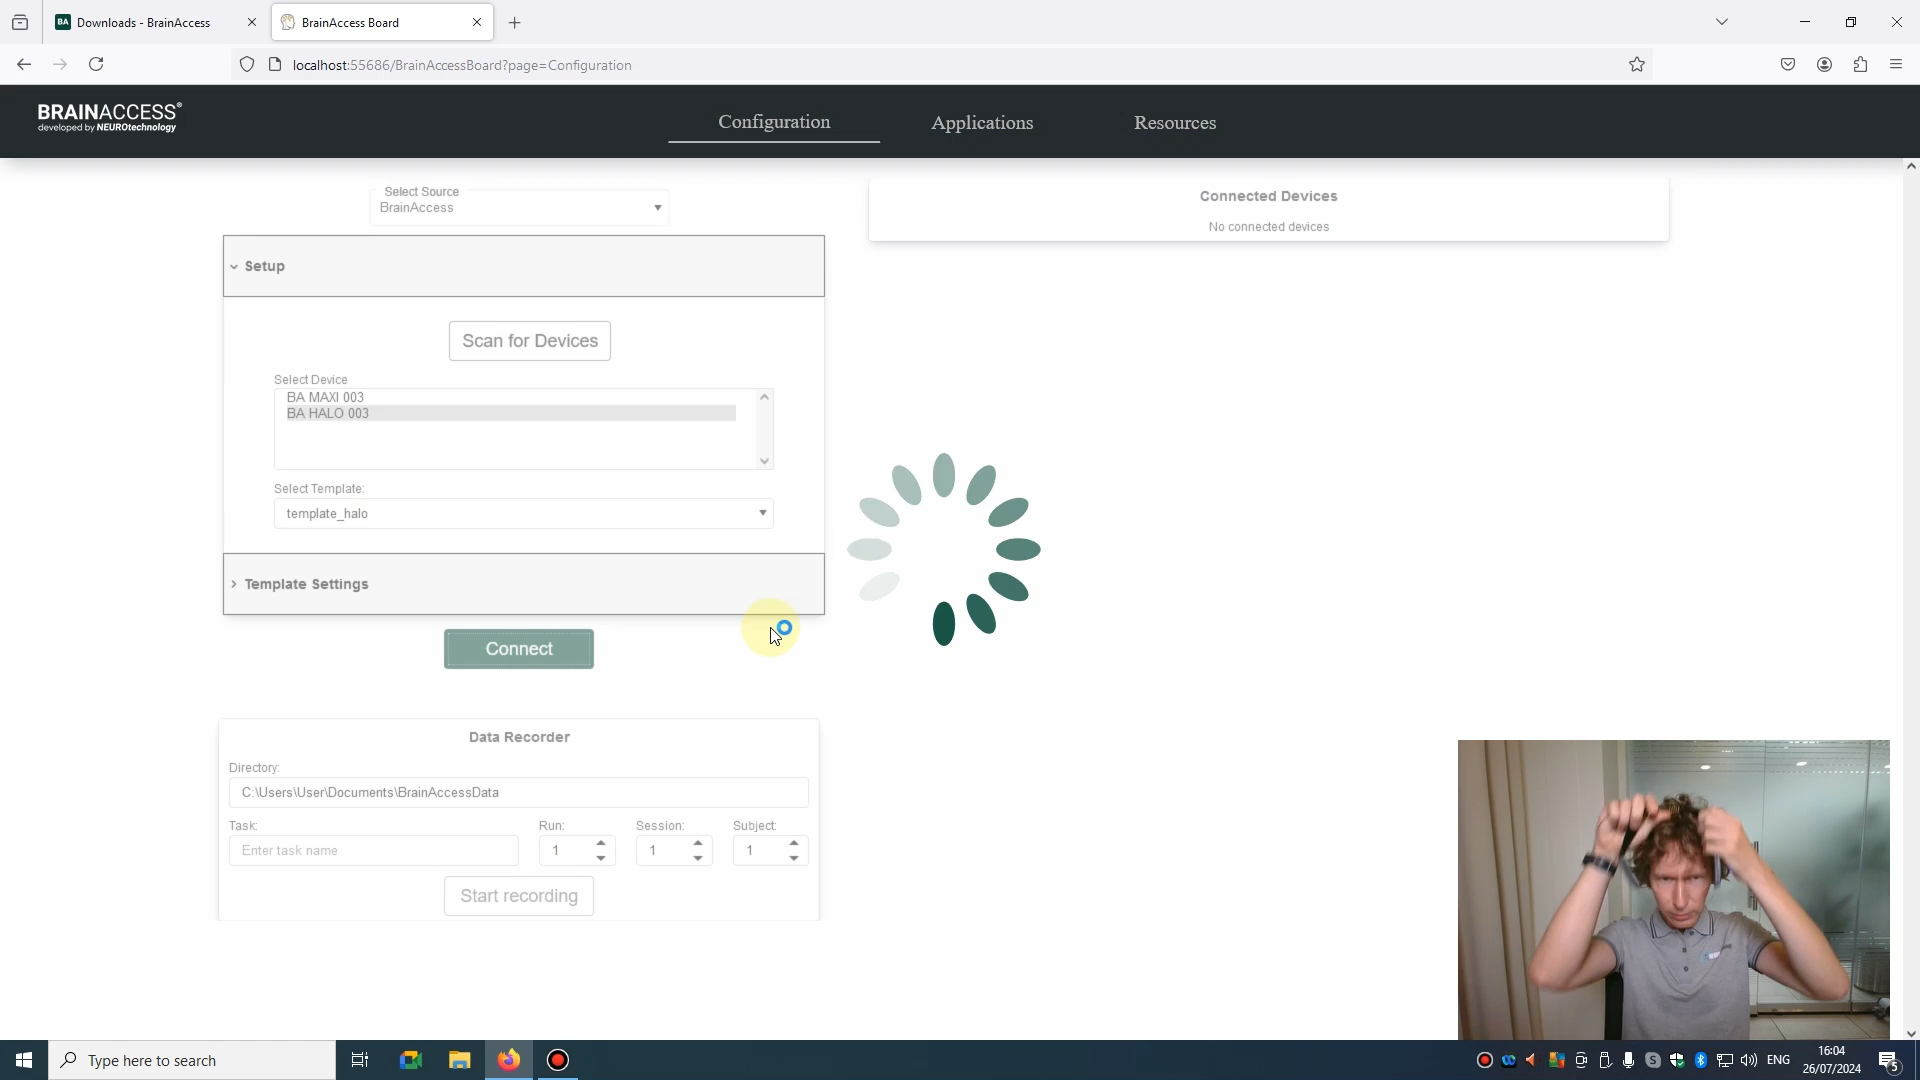 BA Downloads - BrainAccess
BrainAccess Board
localhost:55686/BrainAccessBoard?page=Configuration
BRAINACCESS®
developed by NEUROtechnology
Configuration
Applications
Resources
Select Source
BrainAccess
Setup
Scan for Devices
Select Device
BA MAXI 003
BA HALO 003
Select Template:
template_halo
Template Settings
Connect
Connected Devices
No connected devices
Data Recorder
Directory:
C:\Users\User\Documents\BrainAccessData
Task: Run: Session: Subject:
Enter task name 1 1 1
Start recording
Type here to search
ENG
16:04
26/07/2024
5